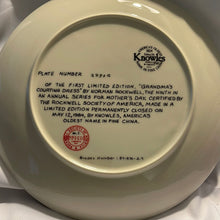 Knowles
PLATE NUMBER
OF THE FIRST LIMITED EDITION, "GRANDMA'S
COURTING DRESS" BY NORMAN ROCKWELL, THE NINTH IN
AN ANNUAL SERIES FOR MOTHER'S DAY. CERTIFIED BY
THE ROCKWELL SOCIETY OF AMERICA, MADE IN A
LIMITED EDITION PERMANENTLY CLOSED ON
MAY 12, 1984, BY KNOWLES, AMERICA'S
OLDEST NAME IN FINE CHINA.